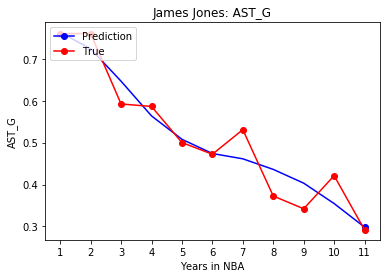 James Jones: AST_G
Prediction
True
AST_G
0.7
0.6
0.5
0.4
0.3
1 2 3 4 5 6 7 8 9 10 11
Years in NBA